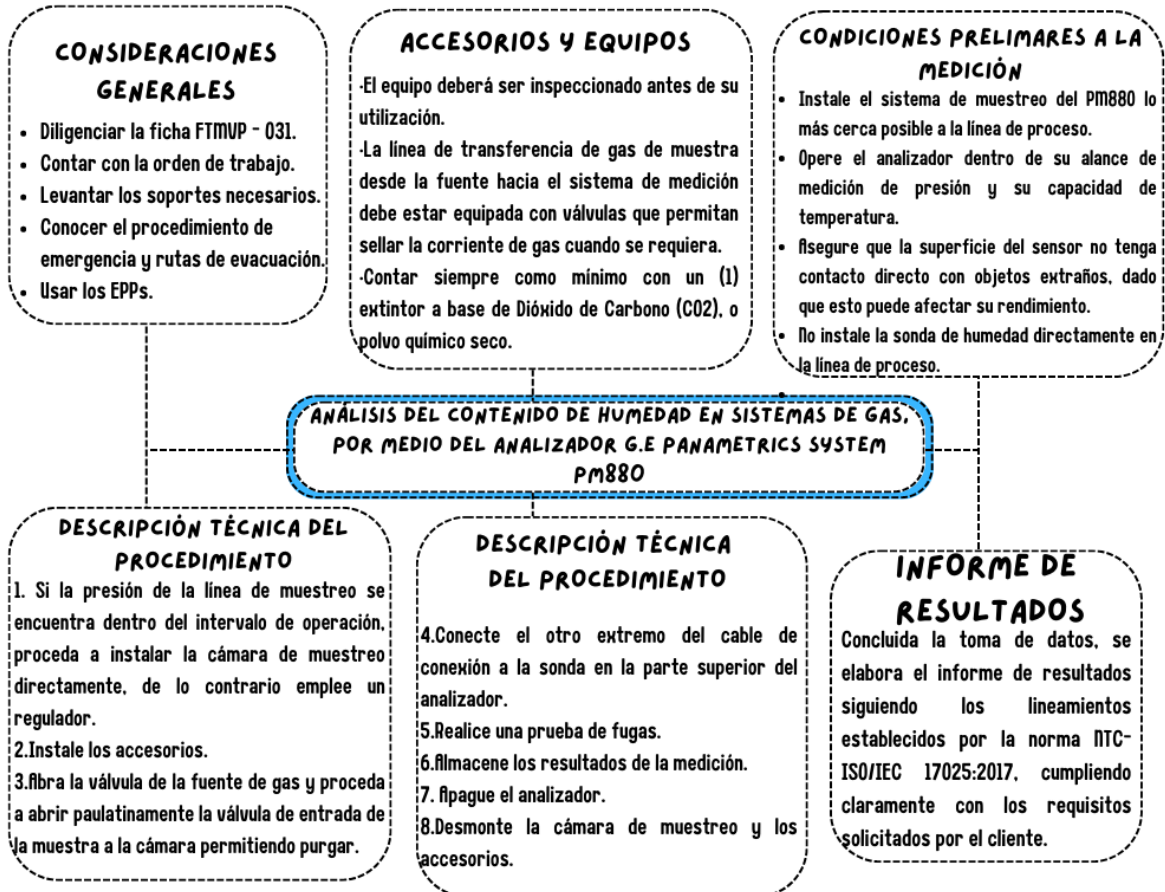 CONSIDERACIONES
GENERALES
• Diligenciar la ficha FTMVP - 031.
• Contar con la orden de trabajo.
• Levantar los soportes necesarios.
• Conocer el procedimiento de
emergencia y rutas de evacuación.
• Usar los EPPs.
ACCESORIOS Y EQUIPOS
·El equipo deberá ser inspeccionado antes de su
utilización.
·La línea de transferencia de gas de muestra
desde la fuente hacia el sistema de medición
debe estar equipada con válvulas que permitan
sellar la corriente de gas cuando se requiera.
·Contar siempre como mínimo con un (1)
extintor a base de Dióxido de Carbono (CO2), o
polvo químico seco.
CONDICIONES PRELIMARES A LA
MEDICIÓN
• Instale el sistema de muestreo del PM880 lo
más cerca posible a la línea de proceso.
• Opere el analizador dentro de su alance de
medición de presión y su capacidad de
temperatura.
• Asegure que la superficie del sensor no tenga
contacto directo con objetos extraños, dado
que esto puede afectar su rendimiento.
• No instale la sonda de humedad directamente en
la línea de proceso.
ANÁLISIS DEL CONTENIDO DE HUMEDAD EN SISTEMAS DE GAS,
POR MEDIO DEL ANALIZADOR G.E PANAMETRICS SYSTEM
PM880
DESCRIPCIÓN TÉCNICA DEL
PROCEDIMIENTO
1. Si la presión de la línea de muestreo se
encuentra dentro del intervalo de operación,
proceda a instalar la cámara de muestreo
directamente, de lo contrario emplee un
regulador.
2.Instale los accesorios.
3.Abra la válvula de la fuente de gas y proceda
a abrir paulatinamente la válvula de entrada de
la muestra a la cámara permitiendo purgar.
DESCRIPCIÓN TÉCNICA
DEL PROCEDIMIENTO
4.Conecte el otro extremo del cable de
conexión a la sonda en la parte superior del
analizador.
5.Realice una prueba de fugas.
6.Almacene los resultados de la medición.
7. Apague el analizador.
8.Desmonte la cámara de muestreo y los
accesorios.
INFORME DE
RESULTADOS
Concluida la toma de datos, se
elabora el informe de resultados
siguiendo los lineamientos
establecidos por la norma NTC-
ISO/IEC 17025:2017, cumpliendo
claramente con los requisitos
solicitados por el cliente.